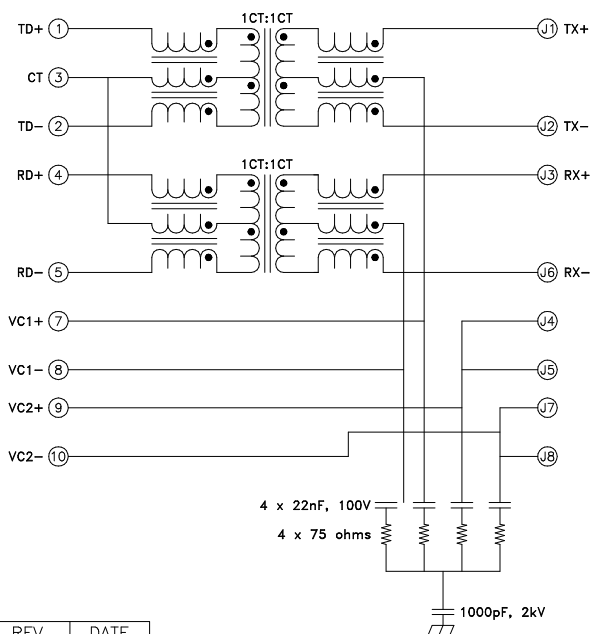 1CT:1CT
TD+ 1 J1 TX+
CT 3
TD- 2 J2 TX-
1CT:1CT
RD+ 4 J3 RX+
RD- 5 J6 RX-
VC1+ 7 J4
VC1- 8 J5
VC2+ 9 J7
VC2- 10 J8
4 x 22nF, 100V
4 x 75 ohms
1000pF, 2kV
REV. DATE